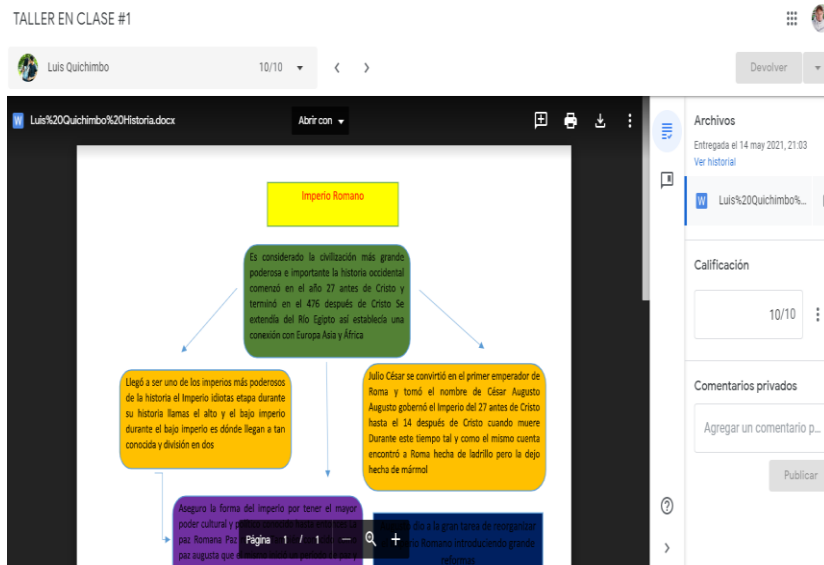 TALLER EN CLASE #1
Luis Quichimbo
10/10
Devolver
Luis%20Quichimbo%20Historia.docx
Abrir con
Imperio Romano
Es considerado la civilización más grande
poderosa e importante la historia occidental
comenzó en el año 27 antes de Cristo y
terminó en el 476 después de Cristo Se
extendía del Río Egipto así establecía una
conexión con Europa Asia y África
Llegó a ser uno de los imperios más poderosos
de la historia el Imperio idiotas etapa durante
su historia llamas el alto y el bajo imperio
durante el bajo imperio es dónde llegan a tan
conocida y división en dos
Julio César se convirtió en el primer emperador de
Roma y tomó el nombre de César Augusto
Augusto gobernó el Imperio del 27 antes de Cristo
hasta el 14 después de Cristo cuando muere
Durante este tiempo tal y como el mismo cuenta
encontró a Roma hecha de ladrillo pero la dejo
hecha de mármol
Aseguro la forma del imperio por tener el mayor
poder cultural y
paz Romana Paz
paz augusta que
dio a la gran tarea de reorganizar
Romano introduciendo grande
reformas
Página 1 / 1
Archivos
Entregada el 14 may 2021, 21:03
Ver historial
W Luis%20Quichimbo%...
Calificación
10/10
Comentarios privados
Agregar un comentario p...
Publicar